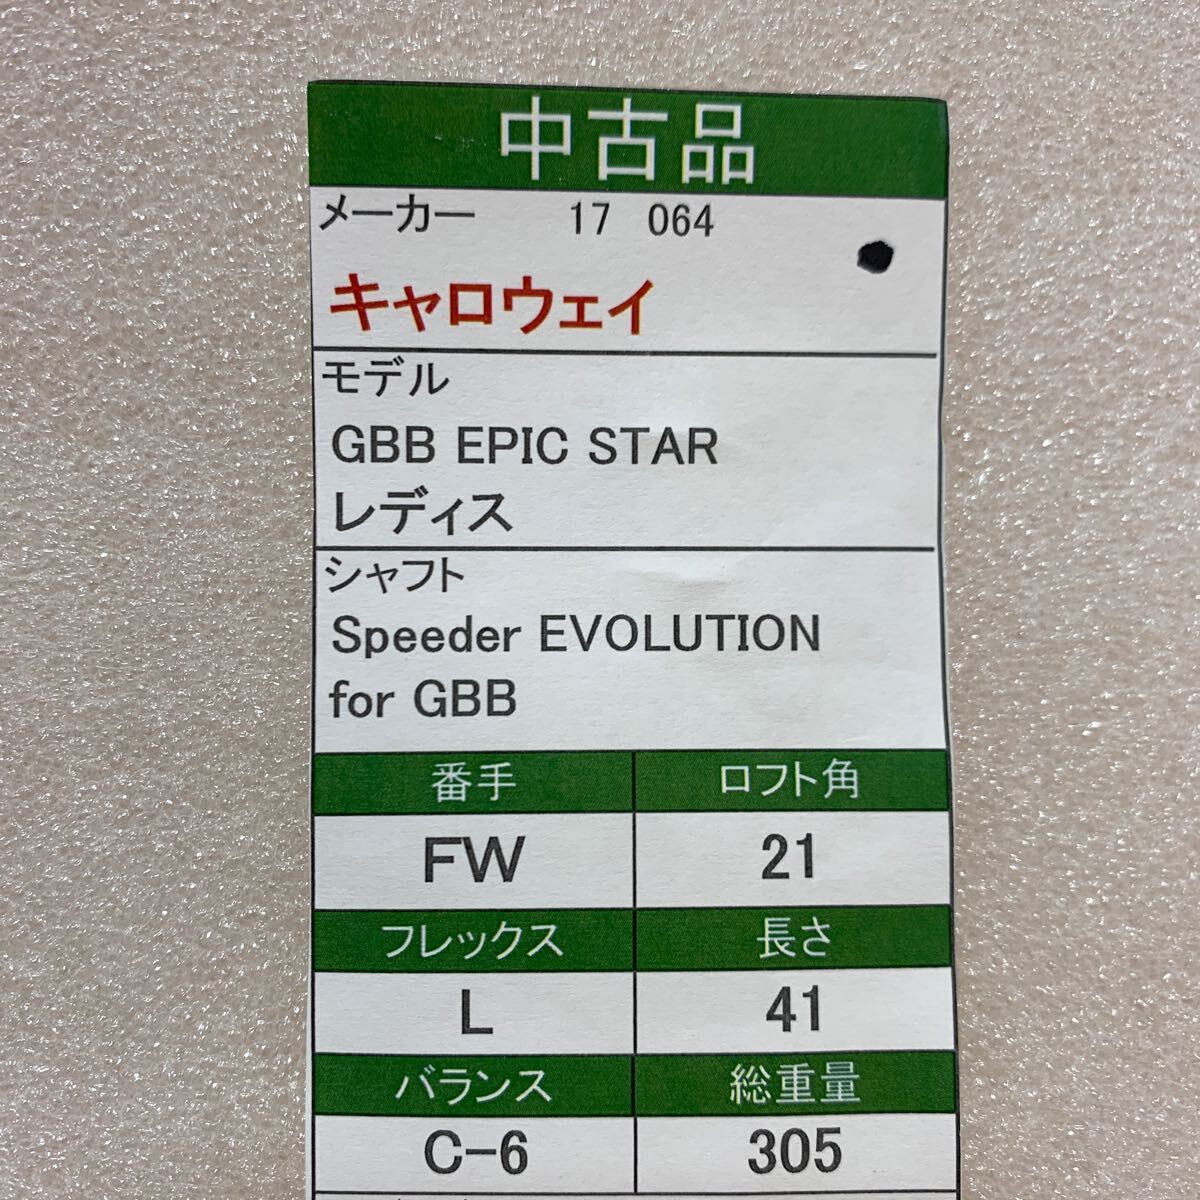 中古品
メーカー 17 064
キャロウェイ
モデル
GBB EPIC STAR
レディス
シャフト
Speeder EVOLUTION
for GBB
番手 ロフト角
FW 21
フレックス 長さ
L 41
バランス 総重量
C-6 305